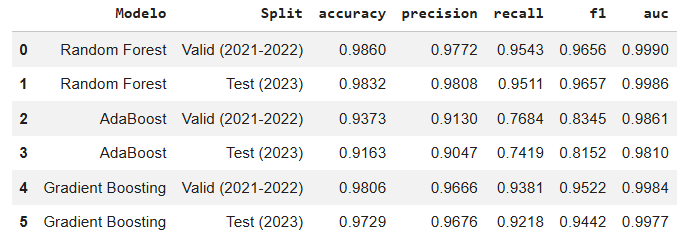 Modelo Split accuracy precision recall f1 auc
0 Random Forest Valid (2021-2022) 0.9860 0.9772 0.9543 0.9656 0.9990
1 Random Forest Test (2023) 0.9832 0.9808 0.9511 0.9657 0.9986
2 AdaBoost Valid (2021-2022) 0.9373 0.9130 0.7684 0.8345 0.9861
3 AdaBoost Test (2023) 0.9163 0.9047 0.7419 0.8152 0.9810
4 Gradient Boosting Valid (2021-2022) 0.9806 0.9666 0.9381 0.9522 0.9984
5 Gradient Boosting Test (2023) 0.9729 0.9676 0.9218 0.9442 0.9977